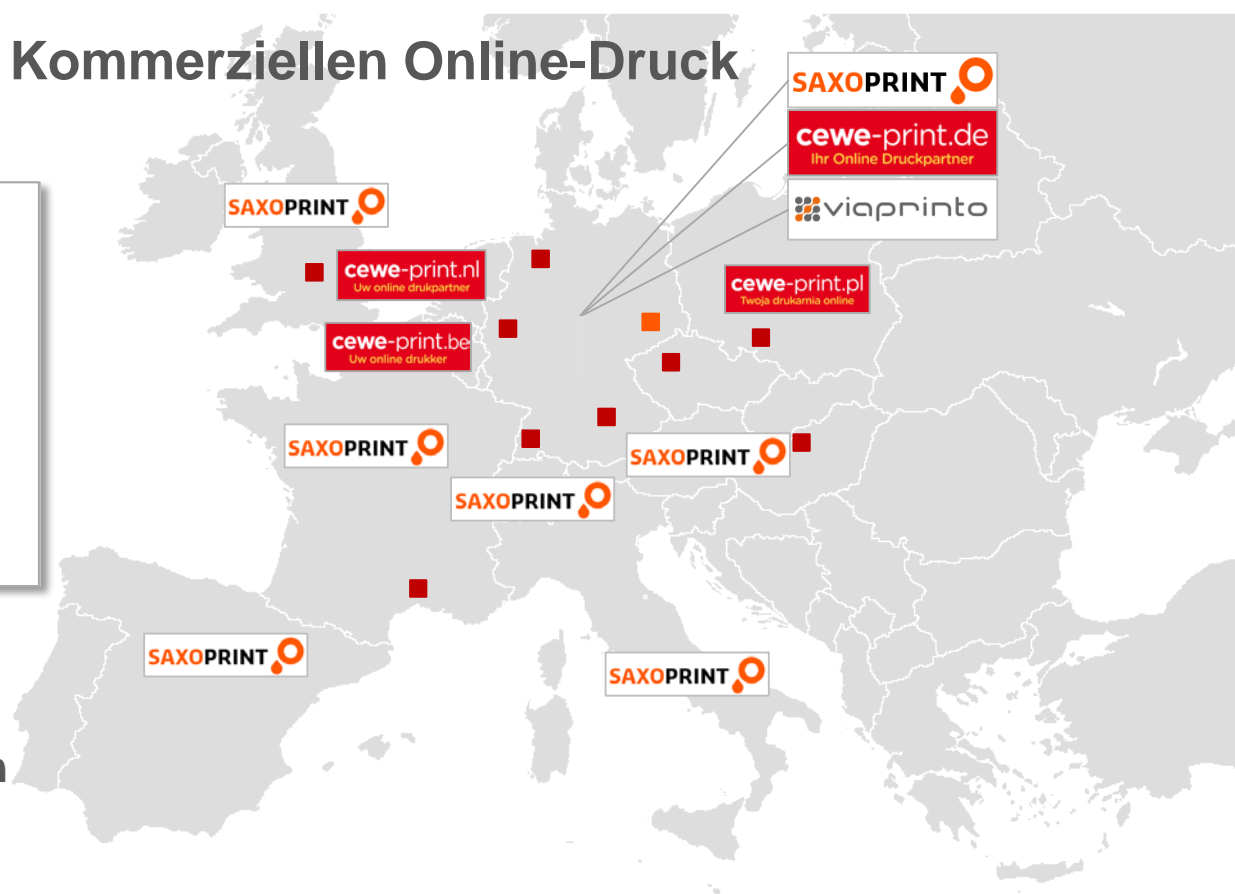 Kommerziellen Online-Druck
SAXOPRINT
cewe-print.de
Ihr Online Druckpartner
viaprinto
SAXOPRINT
cewe-print.nl
Uw online drukpartner
cewe-print.pl
Twoja drukarnia online
cewe-print.be
Uw online drukker
SAXOPRINT
SAXOPRINT
SAXOPRINT
SAXOPRINT
SAXOPRINT